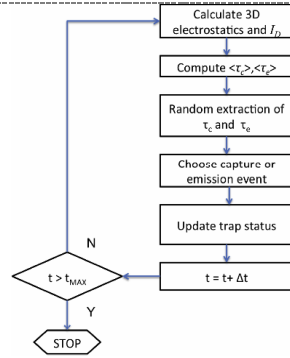 Calculate 3D
electrostatics and I_D
Compute <τ_c>,<τ_e>
Random extraction of
τ_c and τ_e
Choose capture or
emission event
Update trap status
t = t+ Δt
N
t > t_MAX
Y
STOP